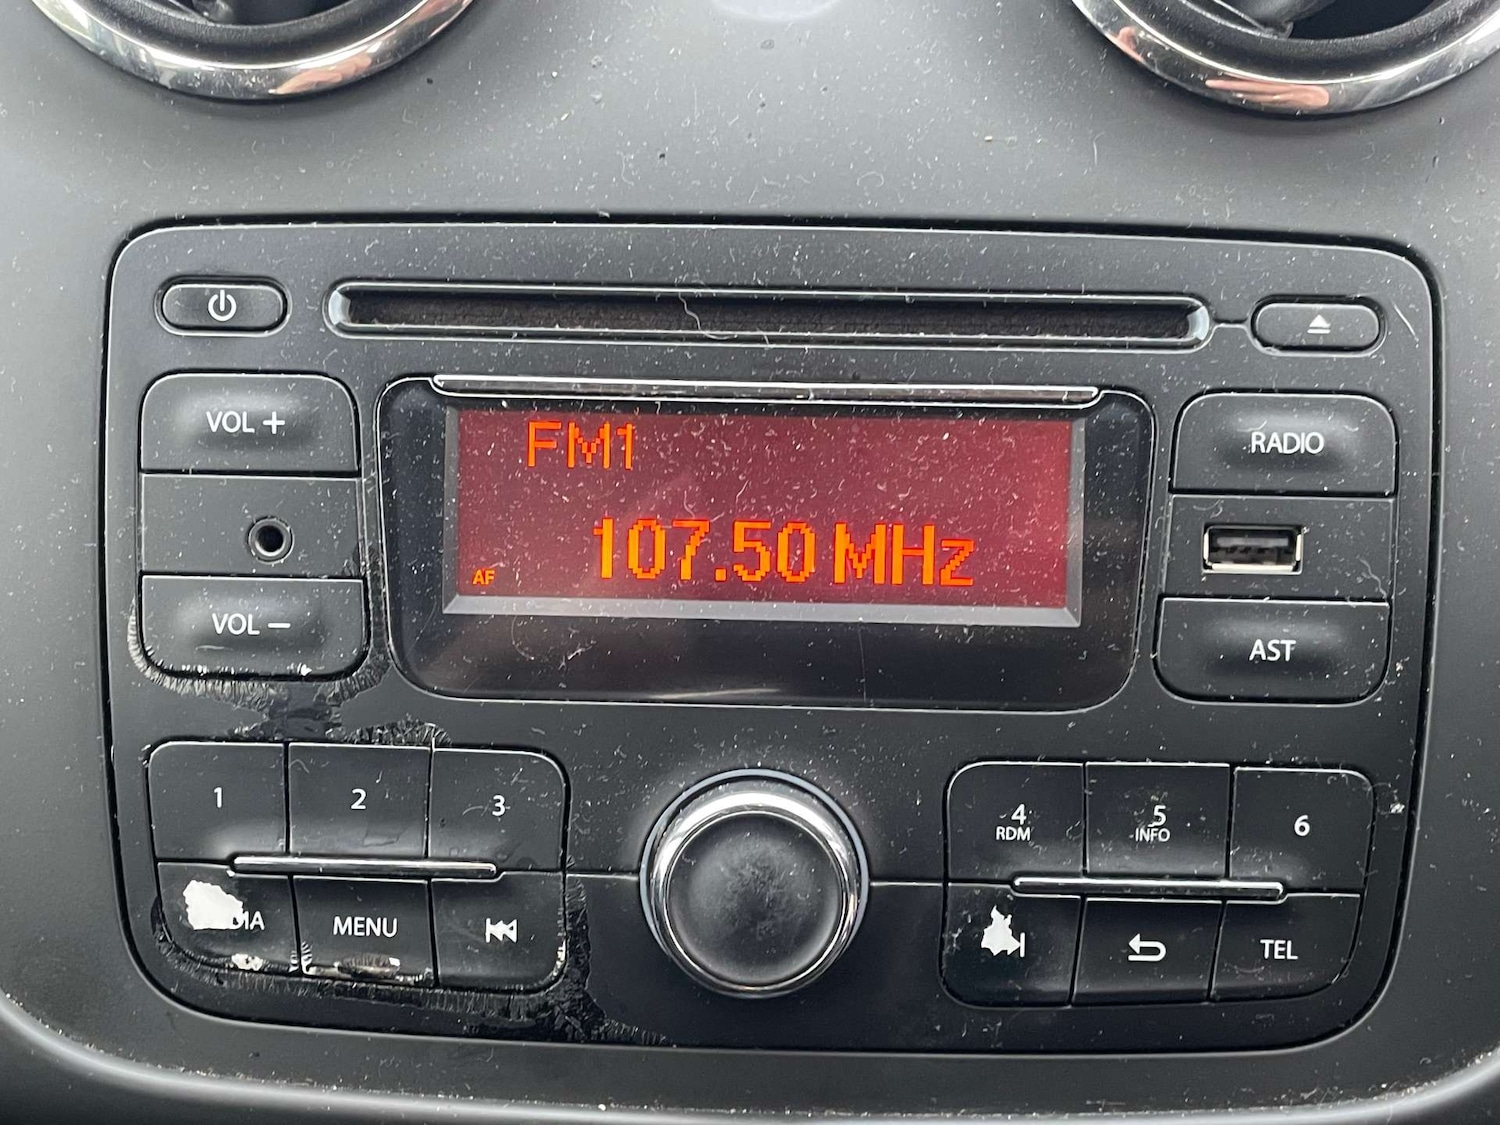 VOL +
FM1
RADIO
107.50 MHz
AF
VOL −
AST
1
2
3
4
RDM
5
INFO
6
MENU
TEL